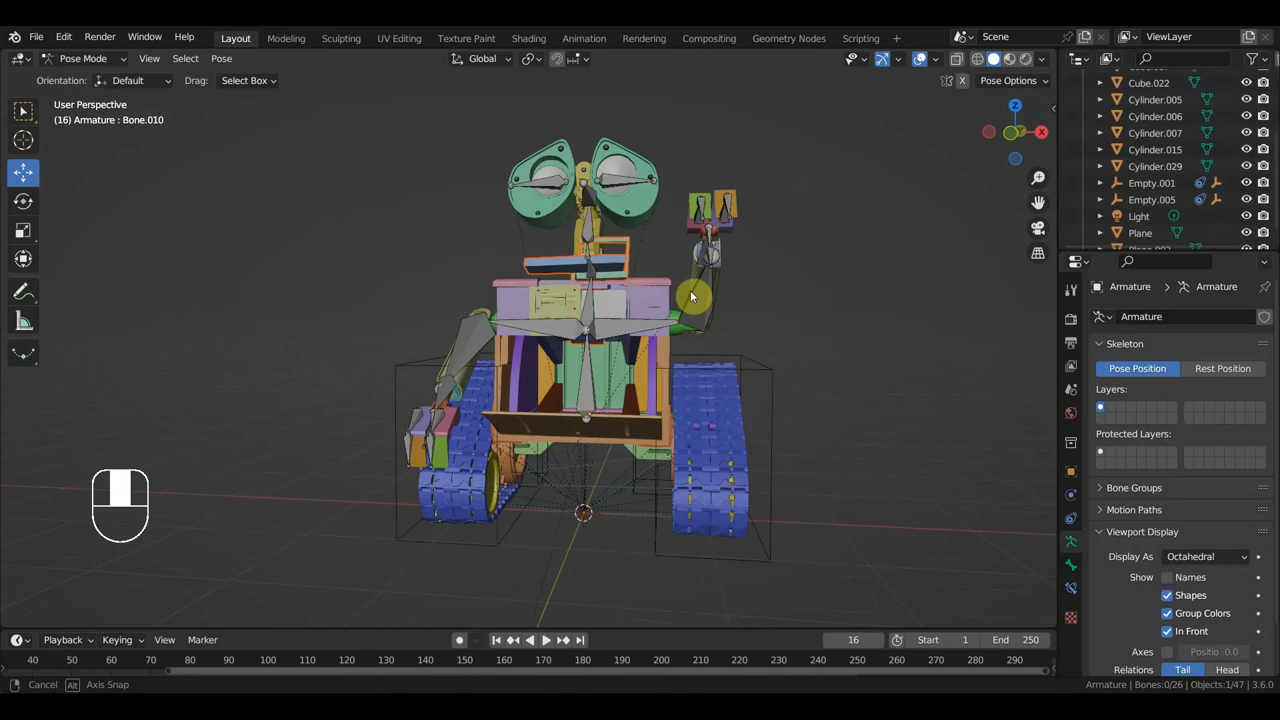 File Edit Render Window Help Layout Modeling Sculpting UV Editing Texture Paint Shading Animation Rendering Compositing Geometry Nodes Scripting + Scene ViewLayer
Pose Mode View Select Pose Global
Orientation: Default Drag: Select Box X Pose Options
User Perspective
(16) Armature : Bone.010
Z
X
Y
Cube.022
Cylinder.005
Cylinder.006
Cylinder.007
Cylinder.015
Cylinder.029
Empty.001
Empty.005
Light
Plane
Armature > Armature
Armature
Skeleton
Pose Position Rest Position
Layers:
Protected Layers:
Bone Groups
Motion Paths
Viewport Display
Display As Octahedral
Show Names
Shapes
Group Colors
In Front
Axes Positio 0.0
Relations Tail Head
Playback Keying View Marker 16 Start 1 End 250
40 50 60 70 80 90 100 110 120 130 140 150 160 170 180 190 200 210 220 230 240 250 260 270 280 290
Cancel Alt Axis Snap Armature | Bones:0/26 | Objects:1/47 | 3.6.0